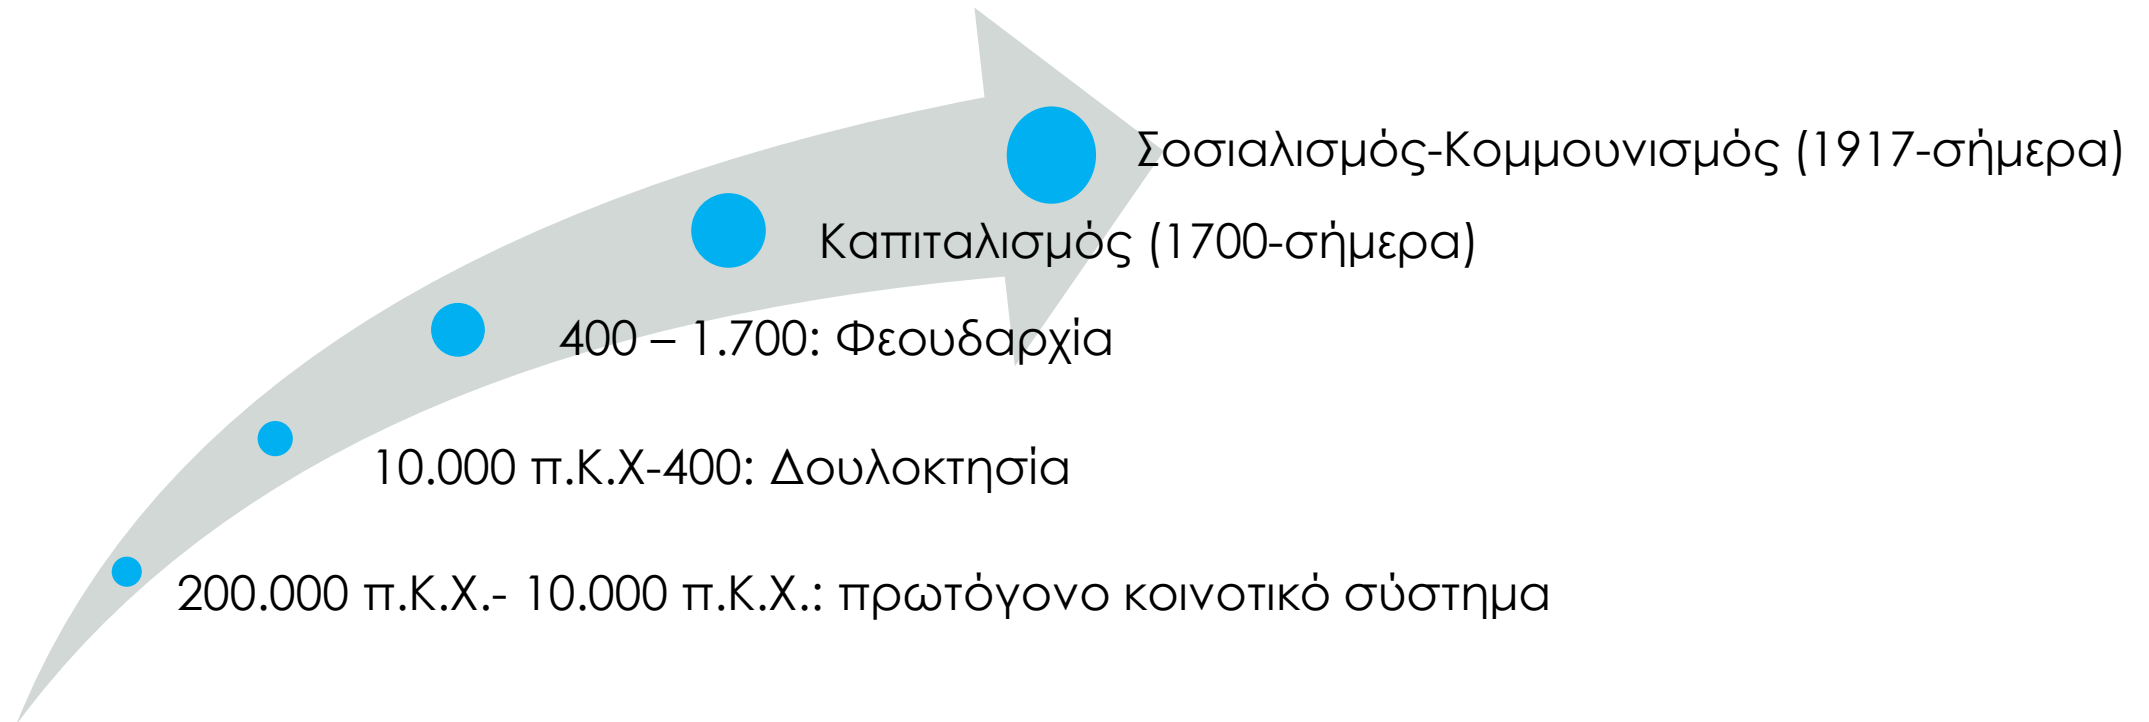 Σοσιαλισμός-Κομμουνισμός (1917-σήμερα)
Καπιταλισμός (1700-σήμερα)
400 – 1.700: Φεουδαρχία
10.000 π.Κ.Χ-400: Δουλοκτησία
200.000 π.Κ.Χ.- 10.000 π.Κ.Χ.: πρωτόγονο κοινοτικό σύστημα